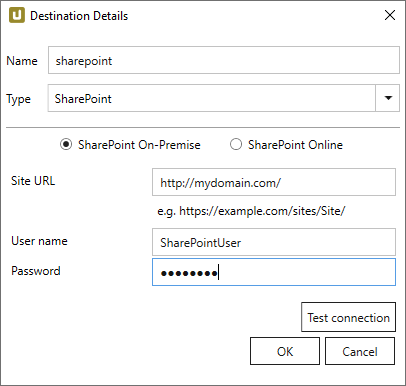 Destination Details
Name sharepoint
Type SharePoint
SharePoint On-Premise SharePoint Online
Site URL http://mydomain.com/
e.g. https://example.com/sites/Site/
User name SharePointUser
Password ●●●●●●●●
Test connection
OK Cancel